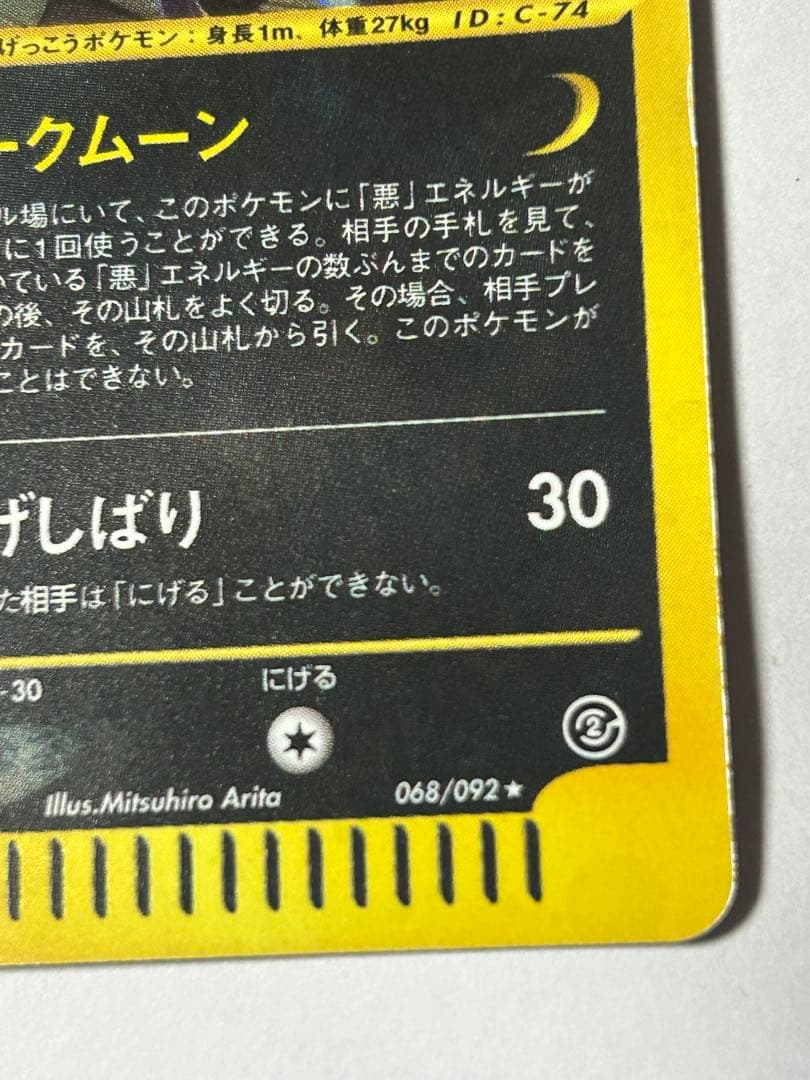 げっこうポケモン：身長1m、体重27kg ID:C-74
ークムーン
ル場にいて、このポケモンに「悪」エネルギーが
に1回使うことができる。相手の手札を見て、
いている「悪」エネルギーの数ぶんまでのカードを
の後、その山札をよく切る。その場合、相手プレ
カードを、その山札から引く。このポケモンが
ことはできない。
げしばり 30
た相手は「にげる」ことができない。
-30 にげる
2
Illus.Mitsuhiro Arita 068/092★